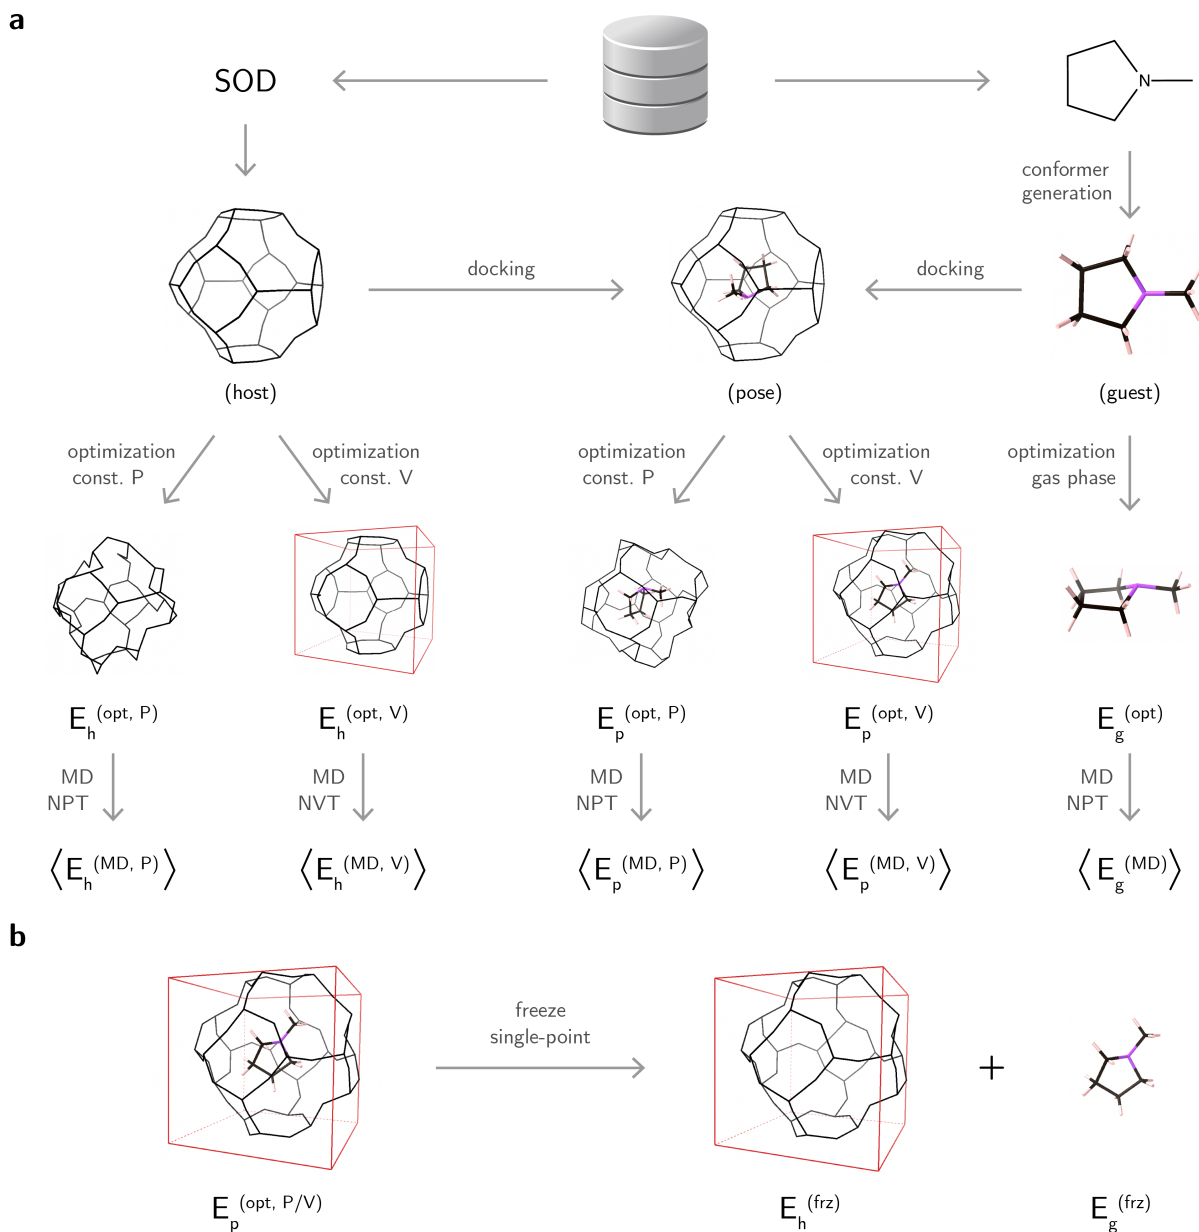 a
SOD
N
conformer
generation
docking
docking
(host)
(pose)
(guest)
optimization
const. P
optimization
const. V
optimization
const. P
optimization
const. V
optimization
gas phase
E_h^(opt, P)
E_h^(opt, V)
E_p^(opt, P)
E_p^(opt, V)
E_g^(opt)
MD
NPT
MD
NVT
MD
NPT
MD
NVT
MD
NPT
⟨E_h^(MD, P)⟩
⟨E_h^(MD, V)⟩
⟨E_p^(MD, P)⟩
⟨E_p^(MD, V)⟩
⟨E_g^(MD)⟩
b
freeze
single-point
+
E_p^(opt, P/V)
E_h^(frz)
E_g^(frz)